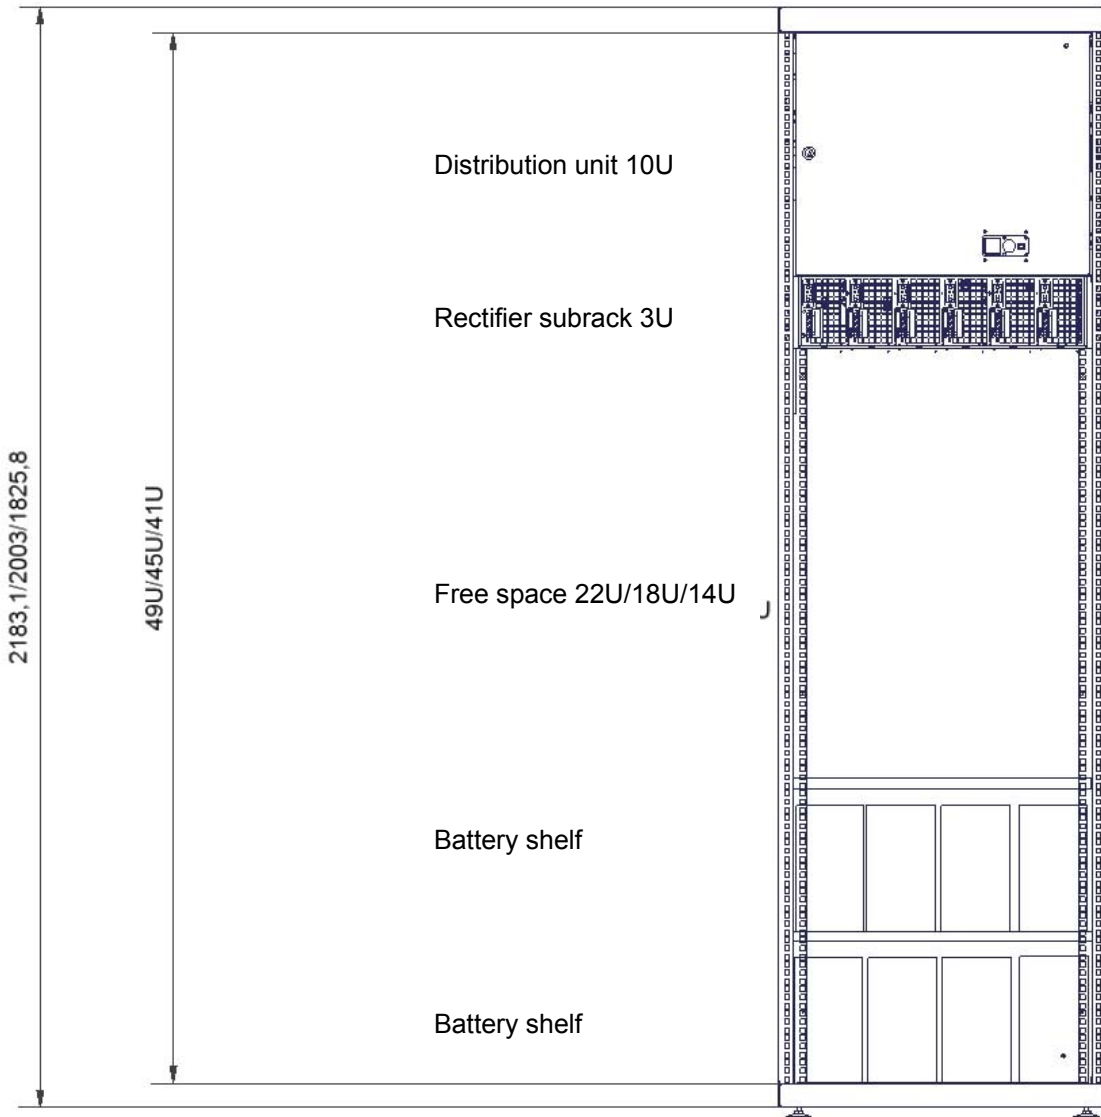 Distribution unit 10U
Rectifier subrack 3U
2183,1/2003/1825,8
49U/45U/41U
Free space 22U/18U/14U
U
Battery shelf
Battery shelf